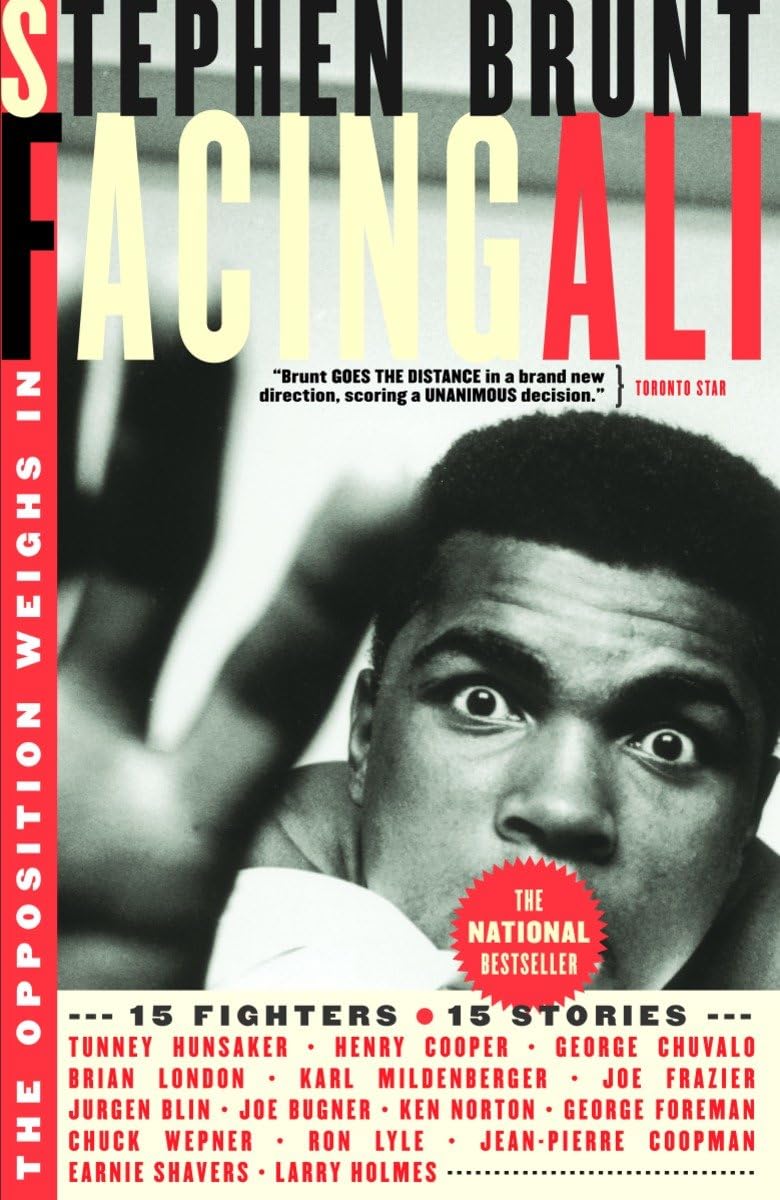 STEPHEN BRUNT
FACING ALI
THE OPPOSITION WEIGHS IN
“Brunt GOES THE DISTANCE in a brand new
direction, scoring a UNANIMOUS decision.” } TORONTO STAR
THE
NATIONAL
BESTSELLER
--- 15 FIGHTERS • 15 STORIES ---
TUNNEY HUNSAKER • HENRY COOPER • GEORGE CHUVALO
BRIAN LONDON • KARL MILDENBERGER • JOE FRAZIER
JURGEN BLIN • JOE BUGNER • KEN NORTON • GEORGE FOREMAN
CHUCK WEPNER • RON LYLE • JEAN-PIERRE COOPMAN
EARNIE SHAVERS • LARRY HOLMES